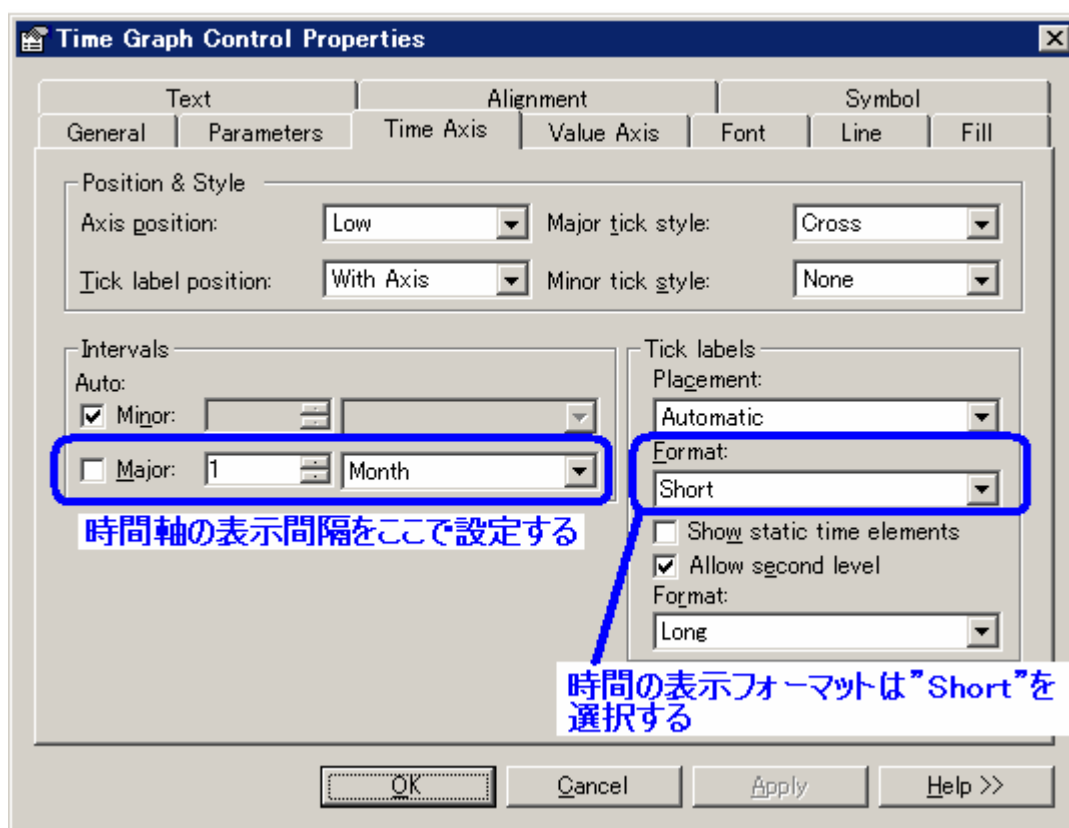 Time Graph Control Properties
Text Alignment Symbol
General Parameters Time Axis Value Axis Font Line Fill
Position & Style
Axis position: Low Major tick style: Cross
Tick label position: With Axis Minor tick style: None
Intervals
Auto:
Minor:
Major: 1 Month
時間軸の表示間隔をここで設定する
Tick labels
Placement:
Automatic
Format:
Short
Show static time elements
Allow second level
Format:
Long
時間の表示フォーマットは”Short”を
選択する
OK Cancel Apply Help >>